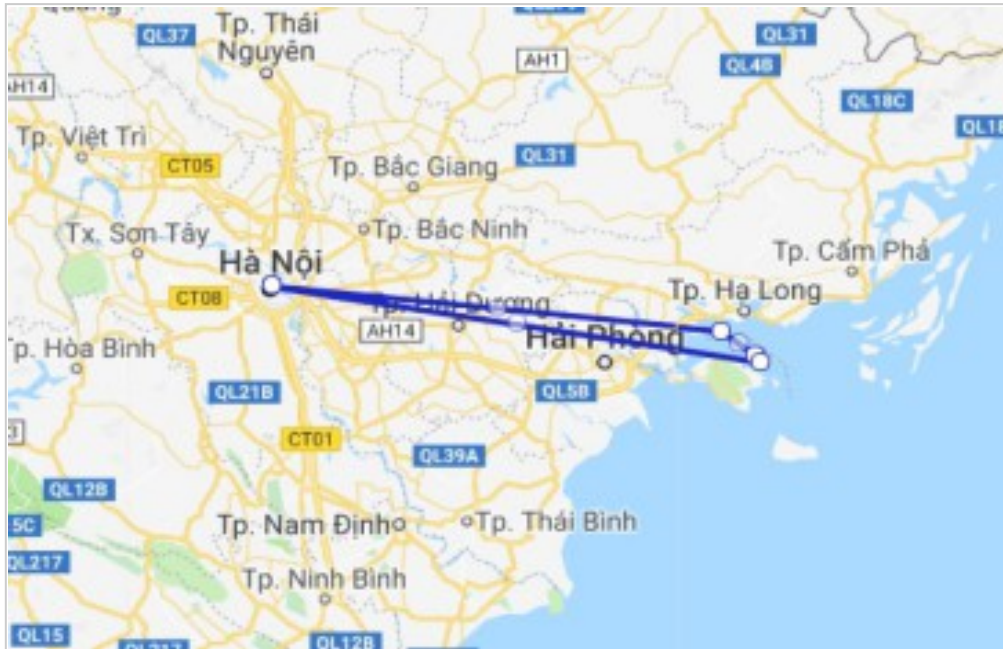 QL37
Tp. Thái
Nguyên
QL31
AH1
QL4B
AH14
QL18C
QL18
Tp. Việt Trì
CT05
QL31
Tp. Bắc Giang
Tx. Sơn Tây
Tp. Bắc Ninh
Hà Nội
Tp. Cẩm Phả
CT08
Tp. Hải Dương
Tp. Hạ Long
AH14
Hải Phòng
Tp. Hòa Bình
QL21B
QL5B
CT01
QL39A
QL12B
5C
Tp. Nam Định
Tp. Thái Bình
QL217
Tp. Ninh Bình
QL15
QL217
QL12B